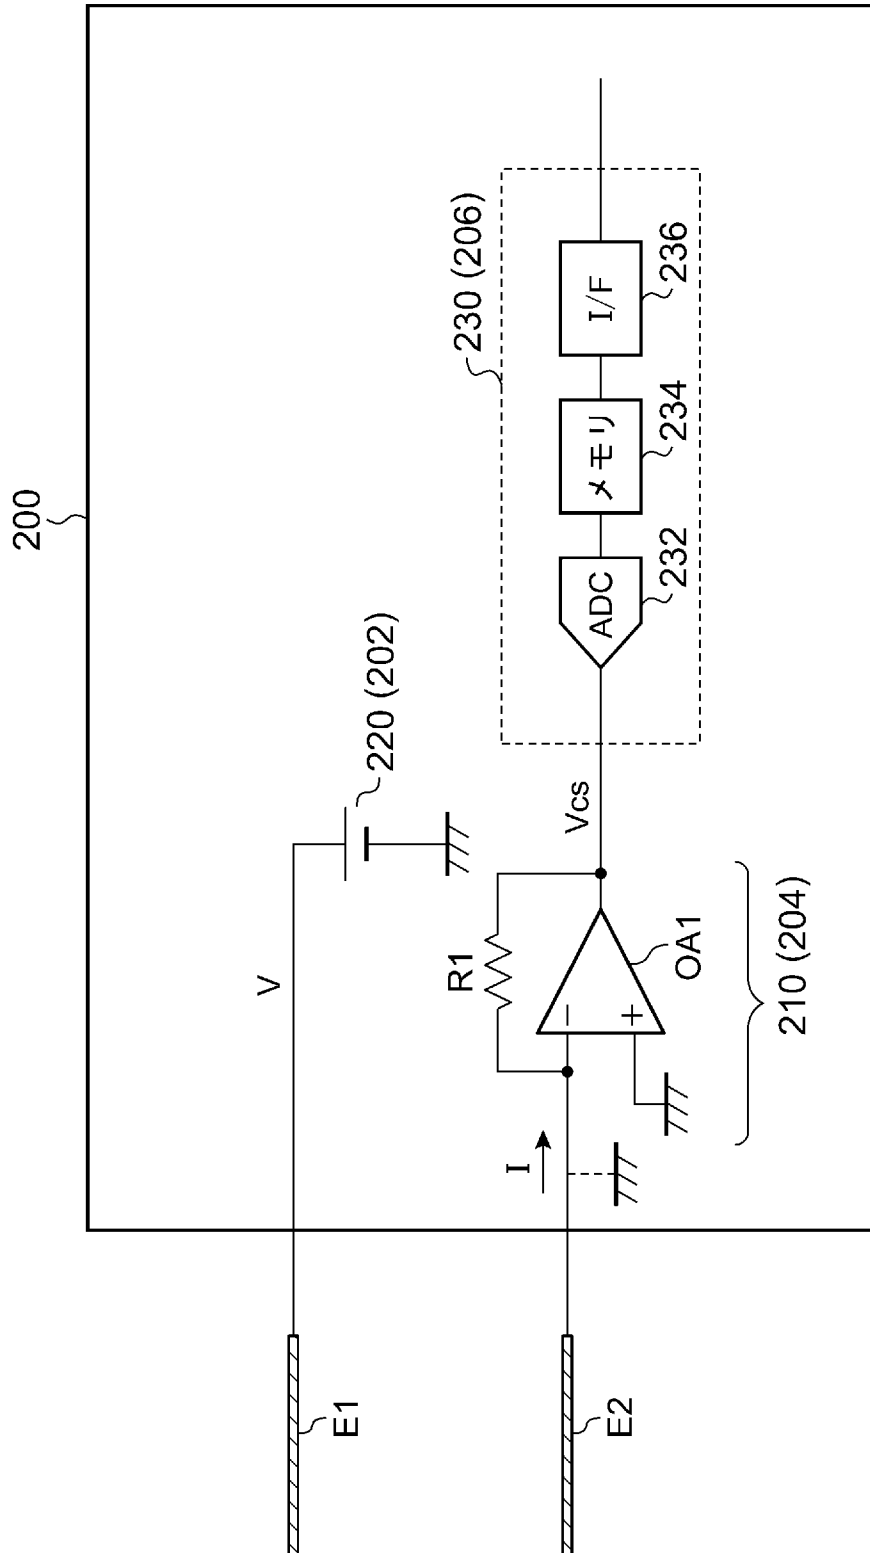 200
V
220 (202)
230 (206)
E1
I
R1
Vcs
ADC
メモリ
I/F
232
234
236
−
+
OA1
E2
210 (204)